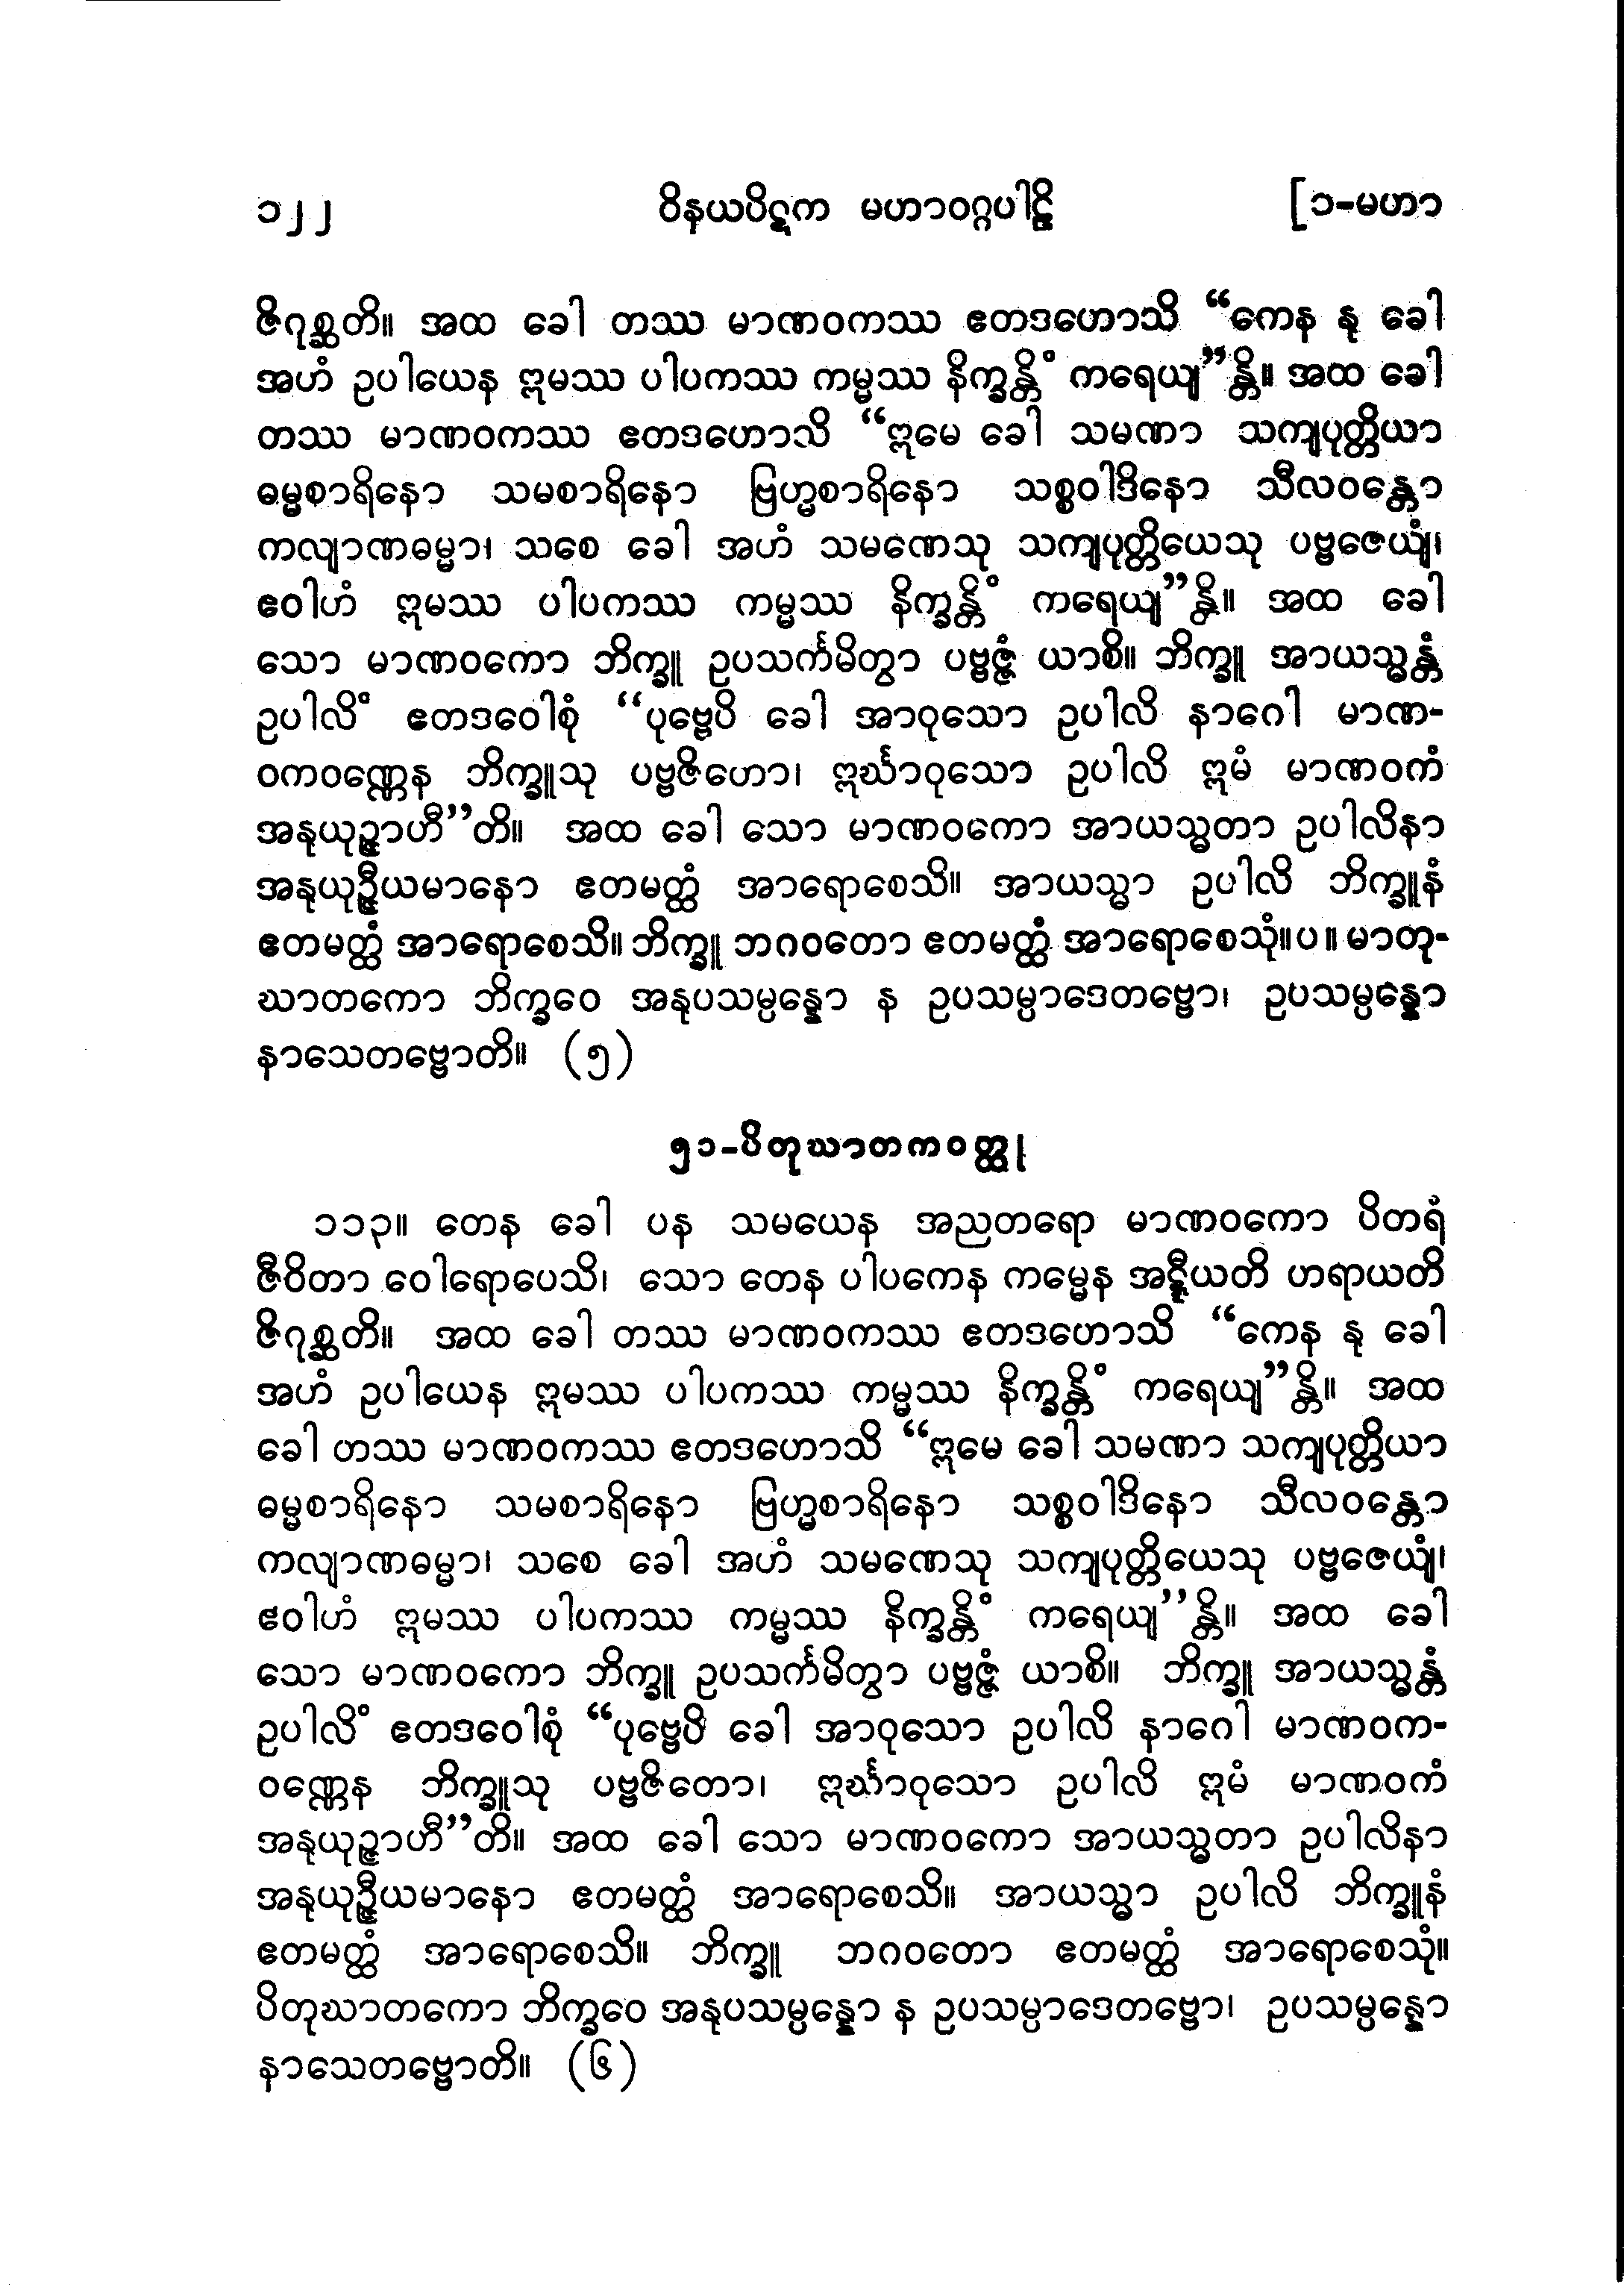 ၁၂၂ ဝိနယပိဋက မဟာဝဂ္ဂပါဠိ [၁-မဟာ
ဇိဂုစ္ဆတိ။ အထ ခေါ တဿ မာဏဝကဿ ဧတဒဟောသိ “ကေန နု ခေါ
အဟံ ဥပါယေန ဣမဿ ပါပကဿ ကမ္မဿ နိက္ခန္တိံ ကရေယျ”န္တိ။ အထ ခေါ
တဿ မာဏဝကဿ ဧတဒဟောသိ “ဣမေ ခေါ သမဏာ သကျပုတ္တိယာ
ဓမ္မစာရိနော သမစာရိနော ဗြဟ္မစာရိနော သစ္စဝါဒိနော သီလဝန္တော
ကလျာဏဓမ္မာ၊ သစေ ခေါ အဟံ သမဏေသု သကျပုတ္တိယေသု ပဗ္ဗဇေယျံ၊
ဧဝါဟံ ဣမဿ ပါပကဿ ကမ္မဿ နိက္ခန္တိံ ကရေယျ”န္တိ။ အထ ခေါ
သော မာဏဝကော ဘိက္ခူ ဥပသင်္ကမိတွာ ပဗ္ဗဇ္ဇံ ယာစိ။ ဘိက္ခူ အာယသ္မန္တံ
ဥပါလိံ ဧတဒဝေါစုံ “ပုဗ္ဗေပိ ခေါ အာဝုသော ဥပါလိ နာဂေါ မာဏ-
ဝကဝဏ္ဏေန ဘိက္ခူသု ပဗ္ဗဇိဟော၊ ဣင်္ဃာဝုသော ဥပါလိ ဣမံ မာဏဝကံ
အနုယုဉ္ဇာဟီ”တိ။ အထ ခေါ သော မာဏဝကော အာယသ္မတာ ဥပါလိနာ
အနုယုဉ္ဇီယမာနော ဧတမတ္ထံ အာရောစေသိ။ အာယသ္မာ ဥပါလိ ဘိက္ခူနံ
ဧတမတ္ထံ အာရောစေသိ။ ဘိက္ခူ ဘဂဝတော ဧတမတ္ထံ အာရောစေသုံ။ပ။ မာတု-
ဃာတကော ဘိက္ခဝေ အနုပသမ္ပန္နော န ဥပသမ္ပာဒေတဗ္ဗော၊ ဥပသမ္ပန္နော
နာသေတဗ္ဗောတိ။ (၅)
၅၁-ပိတုဃာတကဝတ္ထု
၁၁၃။ တေန ခေါ ပန သမယေန အညတရော မာဏဝကော ပိတရံ
ဇီဝိတာ ဝေါရောပေသိ၊ သော တေန ပါပကေန ကမ္မေန အဋ္ဋီယတိ ဟရာယတိ
ဇိဂုစ္ဆတိ။ အထ ခေါ တဿ မာဏဝကဿ ဧတဒဟောသိ “ကေန နု ခေါ
အဟံ ဥပါယေန ဣမဿ ပါပကဿ ကမ္မဿ နိက္ခန္တိံ ကရေယျ”န္တိ။ အထ
ခေါ တဿ မာဏဝကဿ ဧတဒဟောသိ “ဣမေ ခေါ သမဏာ သကျပုတ္တိယာ
ဓမ္မစာရိနော သမစာရိနော ဗြဟ္မစာရိနော သစ္စဝါဒိနော သီလဝန္တော
ကလျာဏဓမ္မာ၊ သစေ ခေါ အဟံ သမဏေသု သကျပုတ္တိယေသု ပဗ္ဗဇေယျံ၊
ဧဝါဟံ ဣမဿ ပါပကဿ ကမ္မဿ နိက္ခန္တိံ ကရေယျ”န္တိ။ အထ ခေါ
သော မာဏဝကော ဘိက္ခူ ဥပသင်္ကမိတွာ ပဗ္ဗဇ္ဇံ ယာစိ။ ဘိက္ခူ အာယသ္မန္တံ
ဥပါလိံ ဧတဒဝေါစုံ “ပုဗ္ဗေပိ ခေါ အာဝုသော ဥပါလိ နာဂေါ မာဏဝက-
ဝဏ္ဏေန ဘိက္ခူသု ပဗ္ဗဇိတော၊ ဣင်္ဃာဝုသော ဥပါလိ ဣမံ မာဏဝကံ
အနုယုဉ္ဇာဟီ”တိ။ အထ ခေါ သော မာဏဝကော အာယသ္မတာ ဥပါလိနာ
အနုယုဉ္ဇီယမာနော ဧတမတ္ထံ အာရောစေသိ။ အာယသ္မာ ဥပါလိ ဘိက္ခူနံ
ဧတမတ္ထံ အာရောစေသိ။ ဘိက္ခူ ဘဂဝတော ဧတမတ္ထံ အာရောစေသုံ။
ပိတုဃာတကော ဘိက္ခဝေ အနုပသမ္ပန္နော န ဥပသမ္ပာဒေတဗ္ဗော၊ ဥပသမ္ပန္နော
နာသေတဗ္ဗောတိ။ (၆)